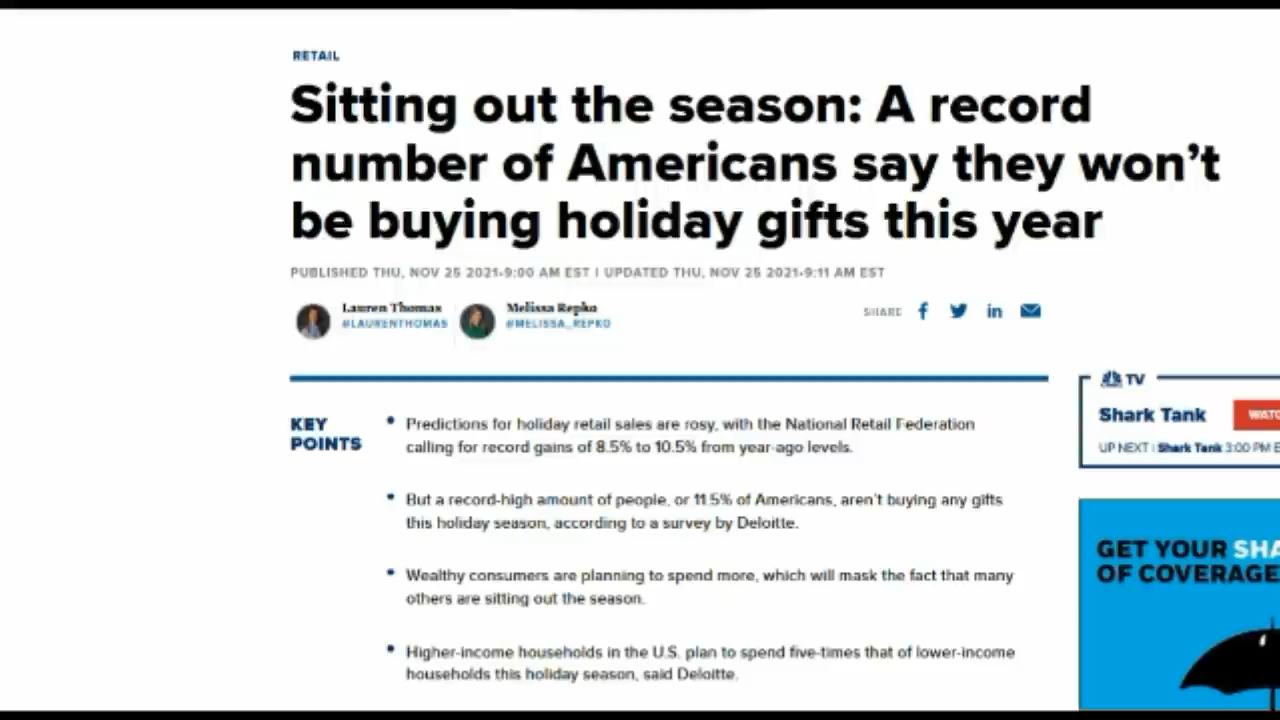 RETAIL
Sitting out the season: A record
number of Americans say they won't
be buying holiday gifts this year
PUBLISHED THU, NOV 25 2021•9:00 AM EST | UPDATED THU, NOV 25 2021•9:11 AM EST
Lauren Thomas
@LAURENTHOMAS
Melissa Repko
@MELISSA_REPKO
SHARE
KEY
POINTS
Predictions for holiday retail sales are rosy, with the National Retail Federation
calling for record gains of 8.5% to 10.5% from year-ago levels.
But a record-high amount of people, or 11.5% of Americans, aren't buying any gifts
this holiday season, according to a survey by Deloitte.
Wealthy consumers are planning to spend more, which will mask the fact that many
others are sitting out the season.
Higher-income households in the U.S. plan to spend five-times that of lower-income
households this holiday season, said Deloitte.
TV
Shark Tank
WATC
UP NEXT | Shark Tank 3:00 PM E
GET YOUR SHA
OF COVERAGE